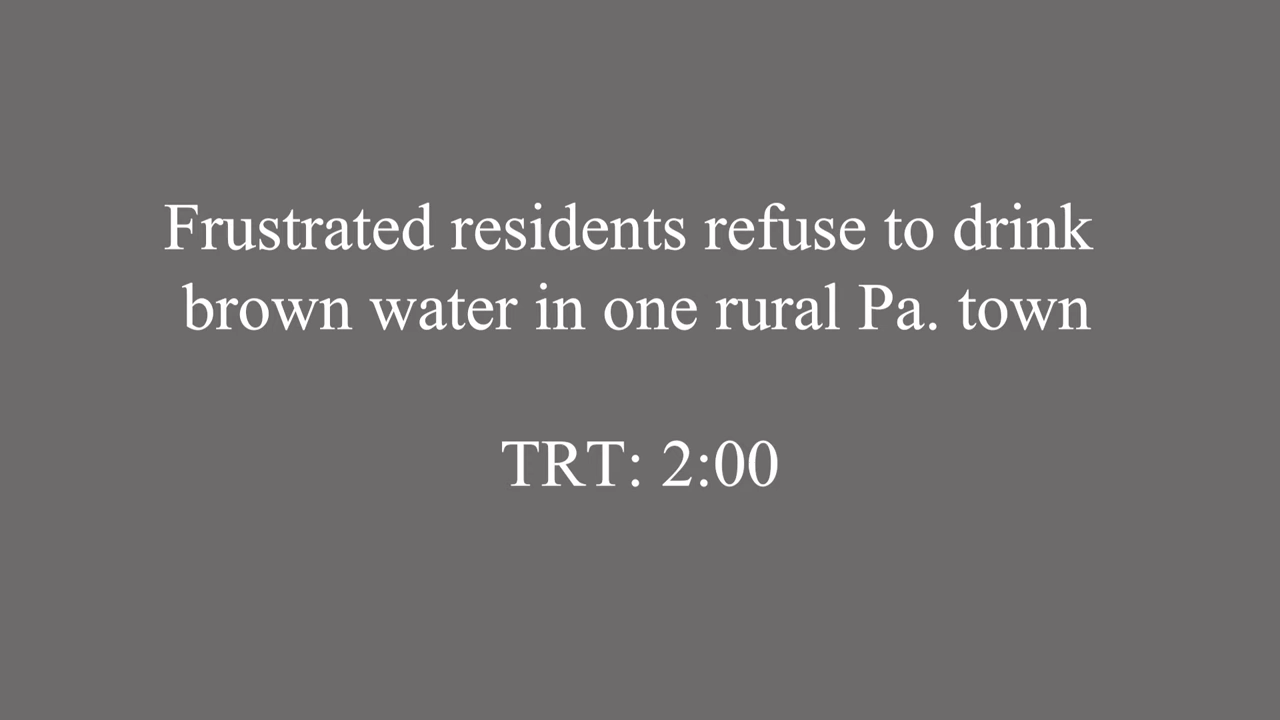 Frustrated residents refuse to drink
brown water in one rural Pa. town
TRT: 2:00